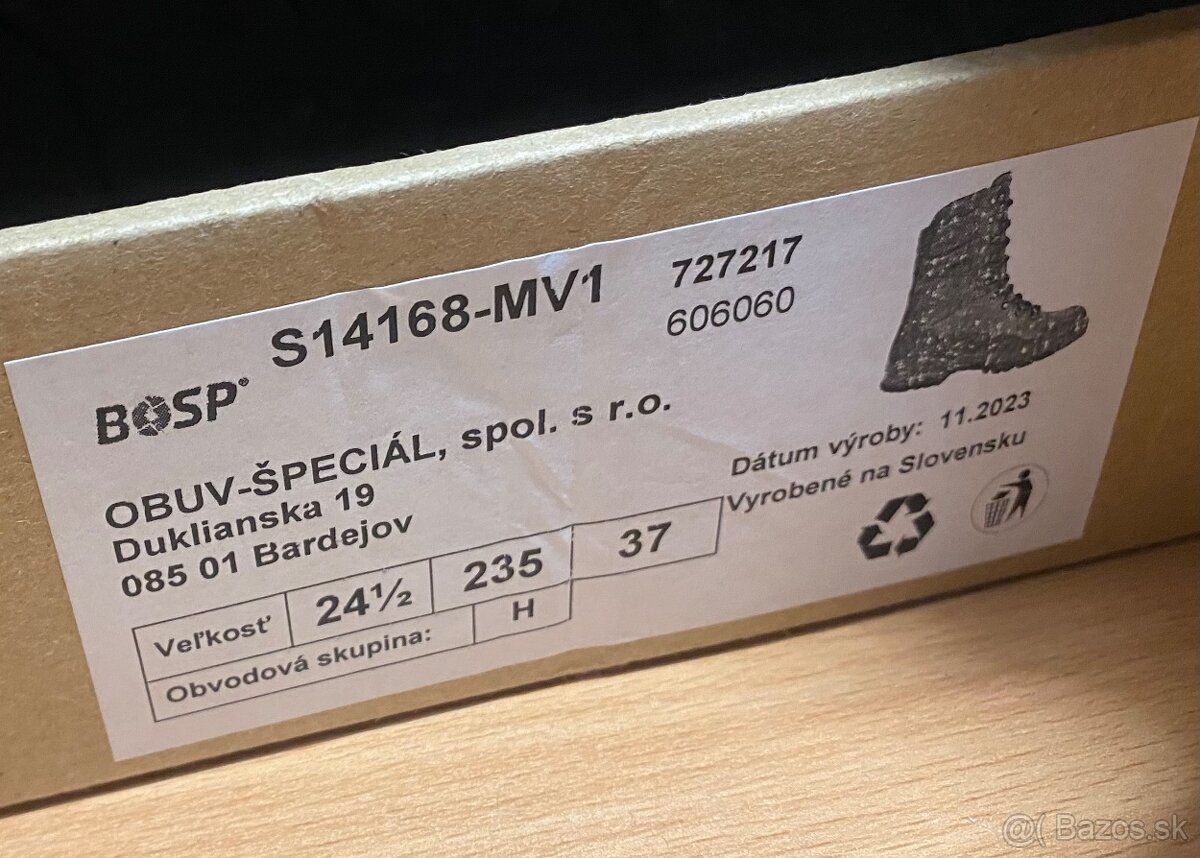 S14168-MV1
727217
606060
BOSP®
OBUV-ŠPECIÁL, spol. s r.o.
Duklianska 19
085 01 Bardejov
Dátum výroby: 11.2023
Vyrobené na Slovensku
Veľkosť 24½ 235 37
Obvodová skupina: H
@( Bazos.sk